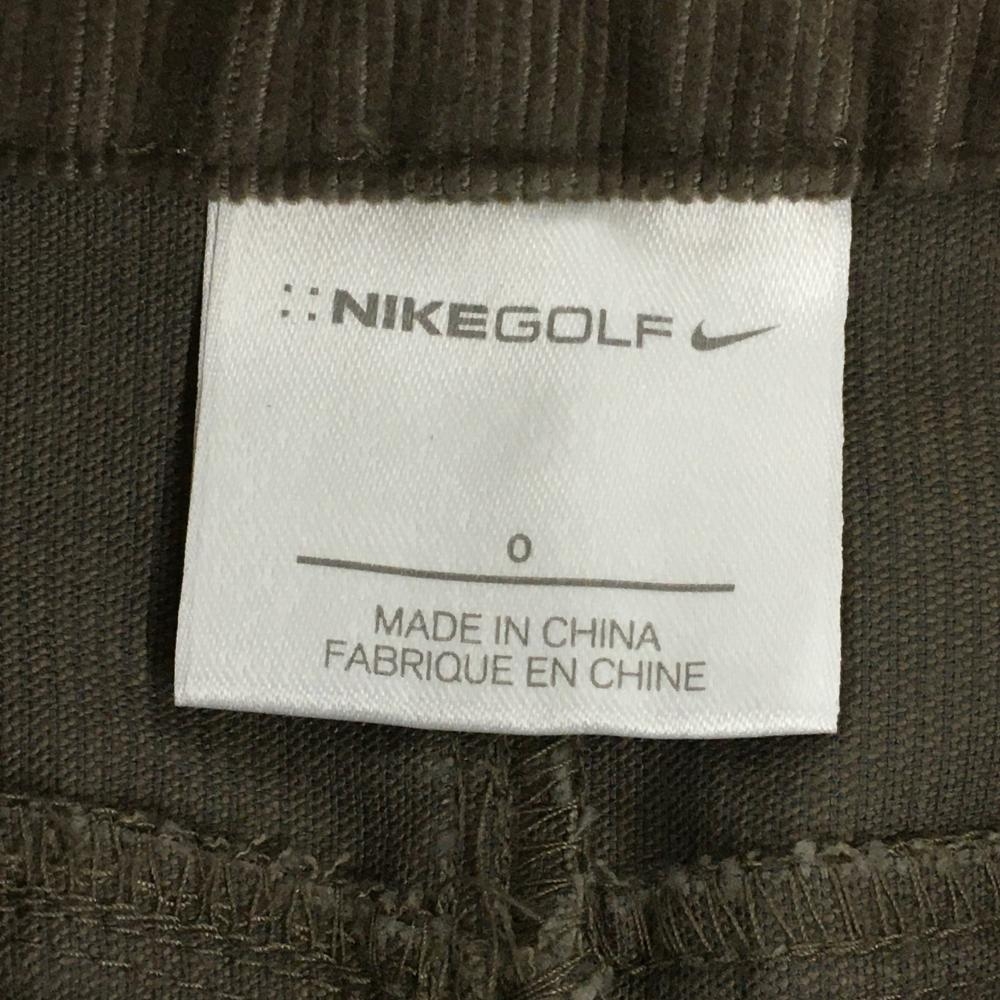 NIKEGOLF
0
MADE IN CHINA
FABRIQUE EN CHINE